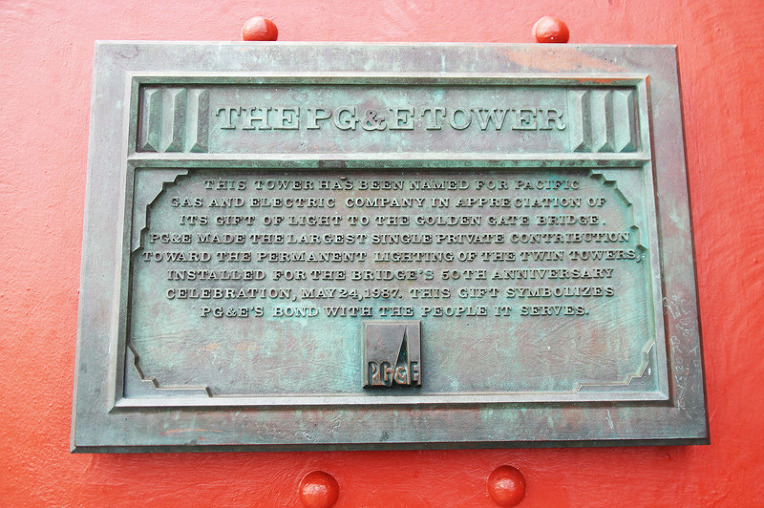 THE PG&E TOWER
THIS TOWER HAS BEEN NAMED FOR PACIFIC
GAS AND ELECTRIC COMPANY IN APPRECIATION OF
ITS GIFT OF LIGHT TO THE GOLDEN GATE BRIDGE.
PG&E MADE THE LARGEST SINGLE PRIVATE CONTRIBUTION
TOWARD THE PERMANENT LIGHTING OF THE TWIN TOWERS,
INSTALLED FOR THE BRIDGE'S 50TH ANNIVERSARY
CELEBRATION, MAY 24, 1987. THIS GIFT SYMBOLIZES
PG&E'S BOND WITH THE PEOPLE IT SERVES.
PG&E